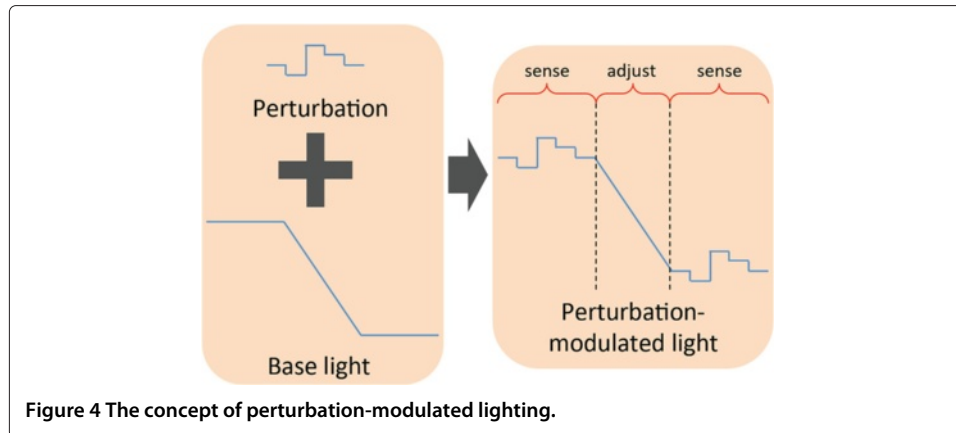 Perturbation
Base light
sense adjust sense
Perturbation-
modulated light
Figure 4 The concept of perturbation-modulated lighting.